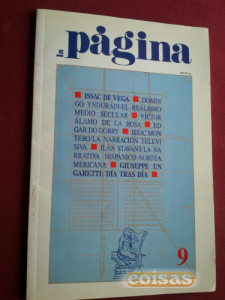 la página
■ ISSAC DE VEGA ■ DOMIN
GO YNDURÁIN/EL REALISMO
MEDIO SECULAR ■ VÍCTOR
ÁLAMO DE LA ROSA ■ ED
GAR DO DOBRY ■ ISAAC MON
TERO/LA NARRACIÓN TELEVI
SIVA ■ ILÁN STAVANS/LA NA
RRATIVA HISPÁNICO-NORTEA
MERICANA ■ GIUSEPPE UN
GARETTI: DÍA TRAS DÍA. ■
9
coisas